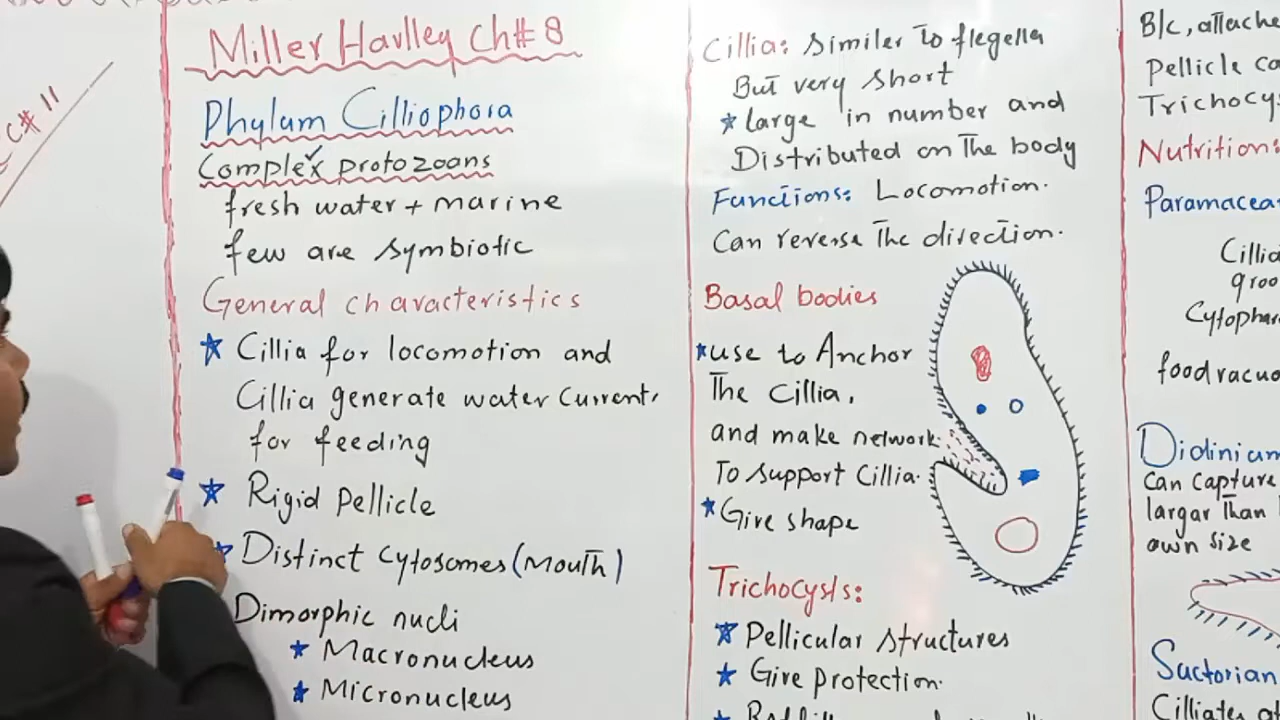 C# 11
Miller Havlley Ch# 8
Phylum Cilliophora
Complex protozoans
fresh water + marine
few are symbiotic
General characteristics
Cillia for locomotion and
Cillia generate water current,
for feeding
Rigid Pellicle
Distinct Cytosomes (Mouth)
Dimorphic nucli
Macronucleus
Micronucleus
Cillia: Similer To flegella
But very short
large in number and
Distributed on The body
Functions: Locomotion.
Can reverse The direction.
Basal bodies
use to Anchor
The Cillia,
and make network
To support Cillia.
Give shape
Trichocysts:
Pellicular structures
Give protection.
B/c, attache
Pellicle co
Trichocys
Nutrition:
Paramacea
Cillia
groo
Cytophar
food vacuo
Didinium
Can capture
largar Than
own size
Suctorian
Cilliates